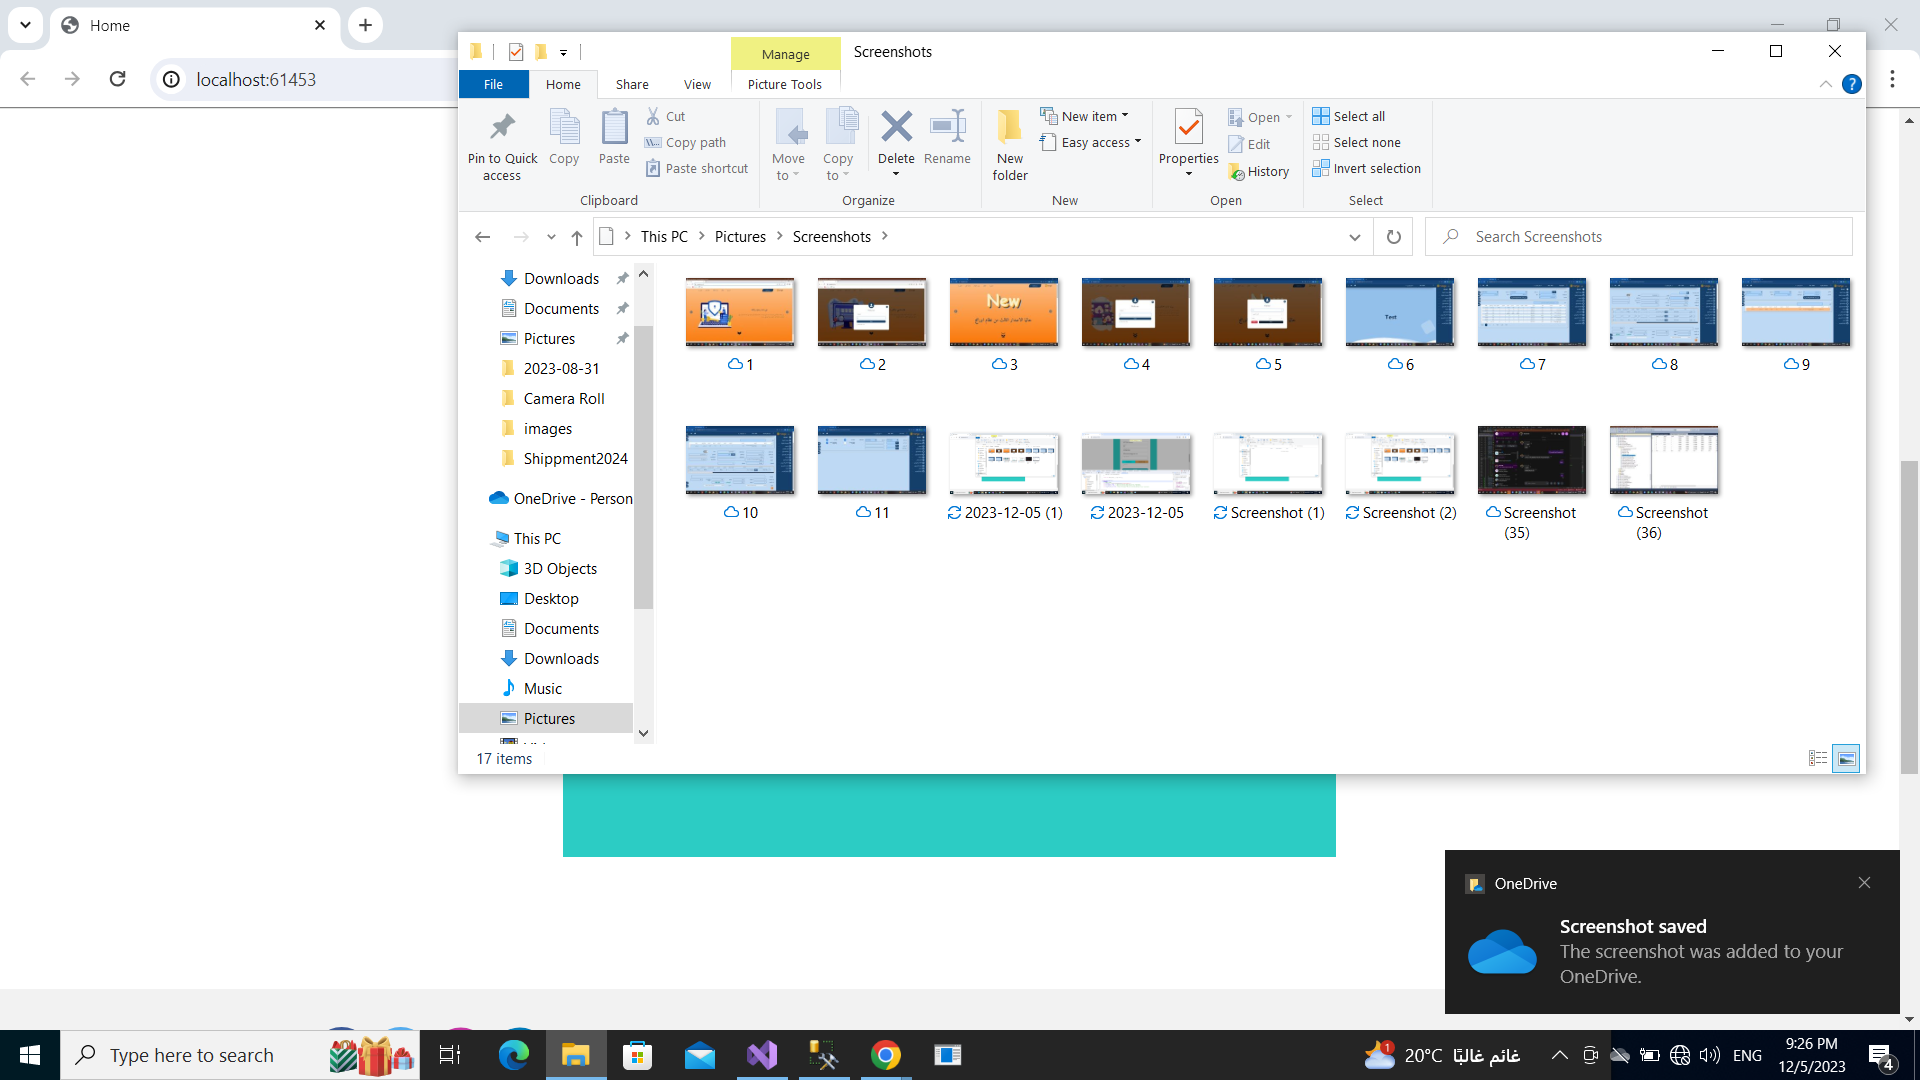 Home
localhost:61453
Manage
Screenshots
File
Home
Share
View
Picture Tools
Pin to Quick access
Copy
Paste
Cut
Copy path
Paste shortcut
Clipboard
Move to
Copy to
Delete
Rename
Organize
New folder
New item
Easy access
New
Properties
Open
Edit
History
Open
Select all
Select none
Invert selection
Select
This PC
Pictures
Screenshots
Search Screenshots
Downloads
Documents
Pictures
2023-08-31
Camera Roll
images
Shippment2024
OneDrive - Person
This PC
3D Objects
Desktop
Documents
Downloads
Music
Pictures
New
Test
1
2
3
4
5
6
7
8
9
10
11
2023-12-05 (1)
2023-12-05
Screenshot (1)
Screenshot (2)
Screenshot (35)
Screenshot (36)
17 items
OneDrive
Screenshot saved
The screenshot was added to your
OneDrive.
Type here to search
1
20°C غائم غالبًا
ENG
9:26 PM
12/5/2023
4